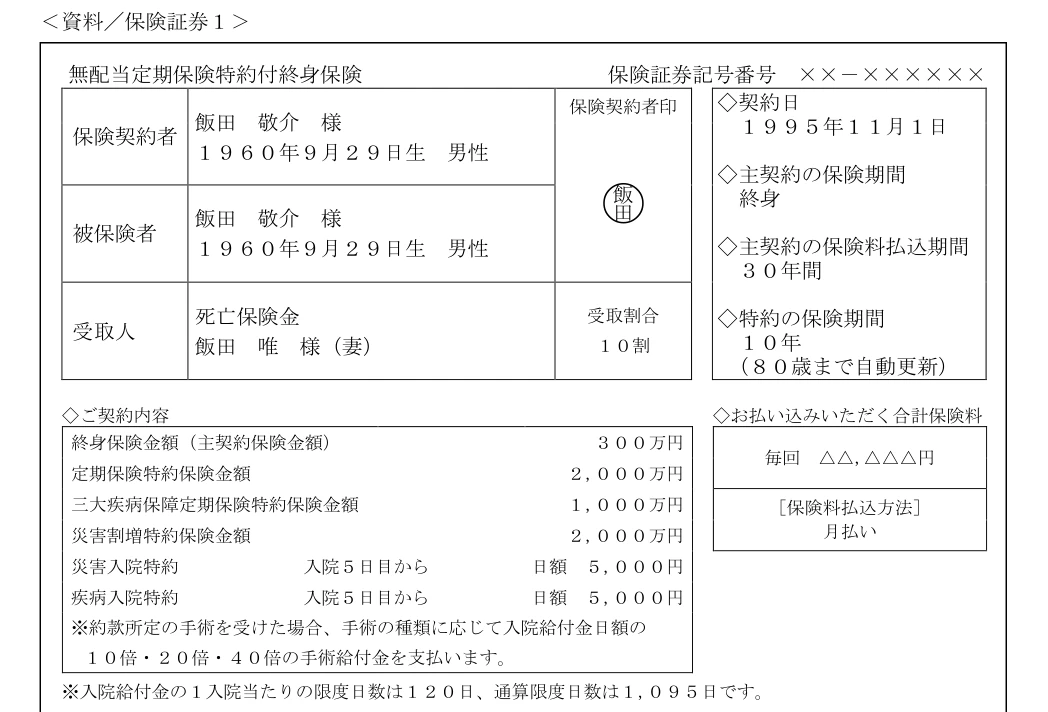 ＜資料／保険証券１＞
無配当定期保険特約付終身保険
保険証券記号番号　××－××××××
保険契約者
飯田　敬介　様
１９６０年９月２９日生　男性
保険契約者印
飯田
被保険者
飯田　敬介　様
１９６０年９月２９日生　男性
受取人
死亡保険金
飯田　唯　様（妻）
受取割合
１０割
◇契約日
１９９５年１１月１日
◇主契約の保険期間
終身
◇主契約の保険料払込期間
３０年間
◇特約の保険期間
１０年
（８０歳まで自動更新）
◇ご契約内容
終身保険金額（主契約保険金額）　３００万円
定期保険特約保険金額　２,０００万円
三大疾病保障定期保険特約保険金額　１,０００万円
災害割増特約保険金額　２,０００万円
災害入院特約　入院５日目から　日額　５,０００円
疾病入院特約　入院５日目から　日額　５,０００円
※約款所定の手術を受けた場合、手術の種類に応じて入院給付金日額の
１０倍・２０倍・４０倍の手術給付金を支払います。
◇お払い込みいただく合計保険料
毎回　△△,△△△円
［保険料払込方法］
月払い
※入院給付金の１入院当たりの限度日数は１２０日、通算限度日数は１,０９５日です。